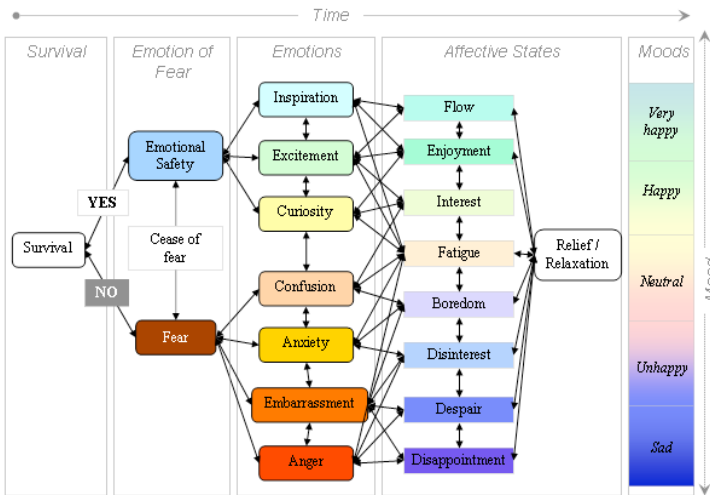 Time
Survival
Emotion of
Fear
Emotions
Affective States
Moods
Inspiration
Flow
Very
happy
Emotional
Safety
Excitement
Enjoyment
YES
Curiosity
Interest
Happy
Survival
Cease of
fear
Fatigue
Relief /
Relaxation
Neutral
Mood
NO
Confusion
Boredom
Fear
Anxiety
Disinterest
Unhappy
Embarrassment
Despair
Sad
Anger
Disappointment